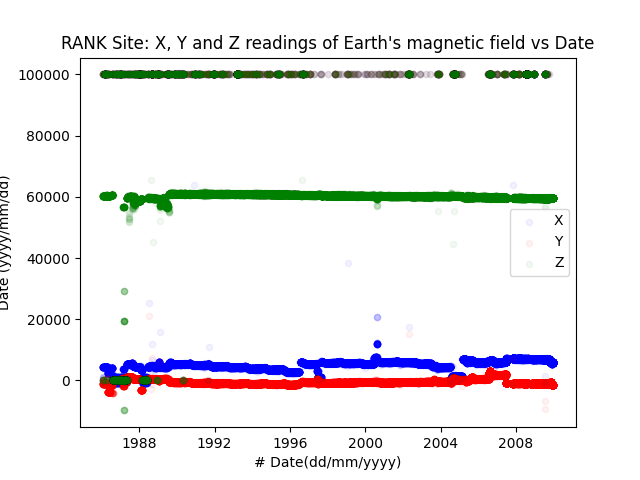 RANK Site: X, Y and Z readings of Earth's magnetic field vs Date
100000
80000
60000
40000
20000
0
Date (yyyy/mm/dd)
X
Y
Z
1988
1992
1996
2000
2004
2008
# Date(dd/mm/yyyy)